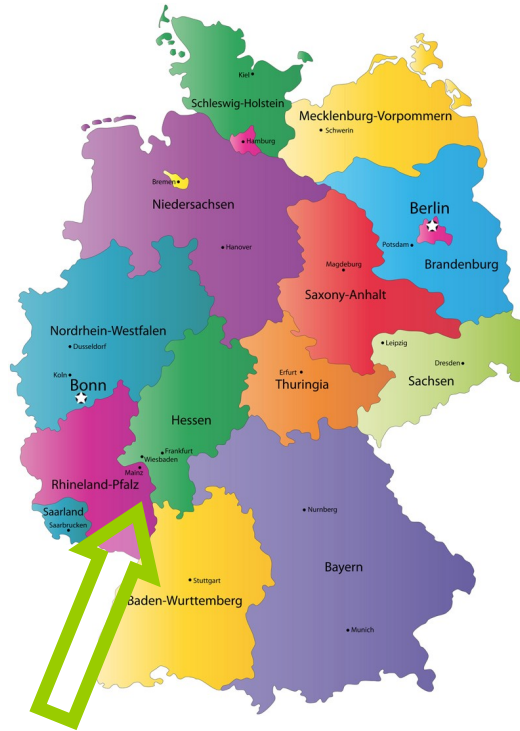 Kiel
Schleswig-Holstein
Mecklenburg-Vorpommern
Schwerin
Hamburg
Bremen
Niedersachsen
Berlin
Hanover
Potsdam
Magdeburg
Brandenburg
Saxony-Anhalt
Nordrhein-Westfalen
Dusseldorf
Leipzig
Dresden
Koln
Bonn
Erfurt
Thuringia
Sachsen
Hessen
Frankfurt
Wiesbaden
Mainz
Rhineland-Pfalz
Saarland
Saarbrucken
Nurnberg
Bayern
Stuttgart
Baden-Wurttemberg
Munich